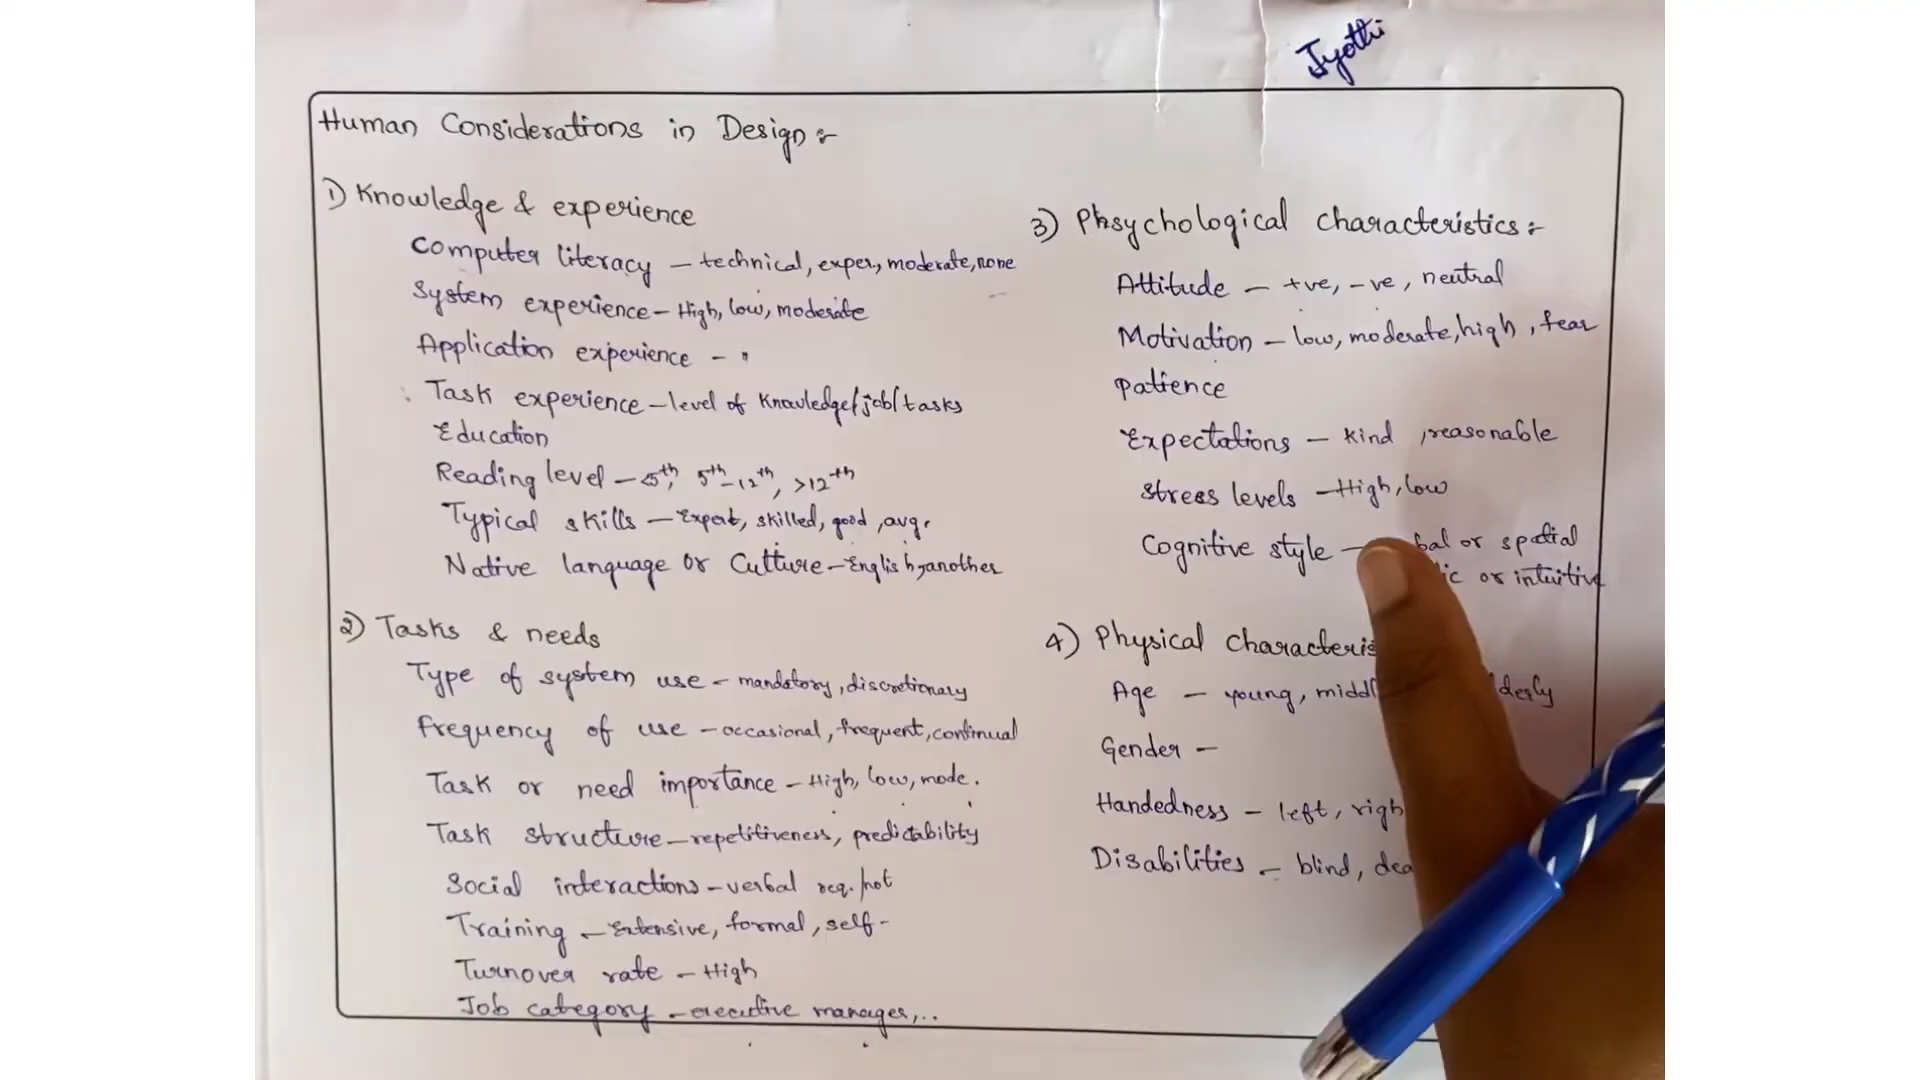 Jyothi
Human Considerations in Design:-
1) Knowledge & experience
Computer literacy - technical, exper., moderate, none
System experience - High, low, moderate
Application experience - "
Task experience - level of knowledge/job/tasks
Education
Reading level - <5th, 5th-12th, >12th
Typical skills - Expert, skilled, good, avg.
Native language or Culture - English, another
2) Tasks & needs
Type of system use - mandatory, discretionary
Frequency of use - occasional, frequent, continual
Task or need importance - High, low, mode.
Task structure - repetitiveness, predictability
Social interactions - verbal req./not
Training - Extensive, formal, self-
Turnover rate - High
Job category - executive manager,..
3) Phsychological characteristics:-
Attitude - +ve, -ve, neutral
Motivation - low, moderate, high, fear
patience
Expectations - kind, reasonable
Stress levels - High, low
Cognitive style - or spatial
or intuitive
4) Physical
Age - young,
Gender -
Handedness - left,
Disabilities - blind,